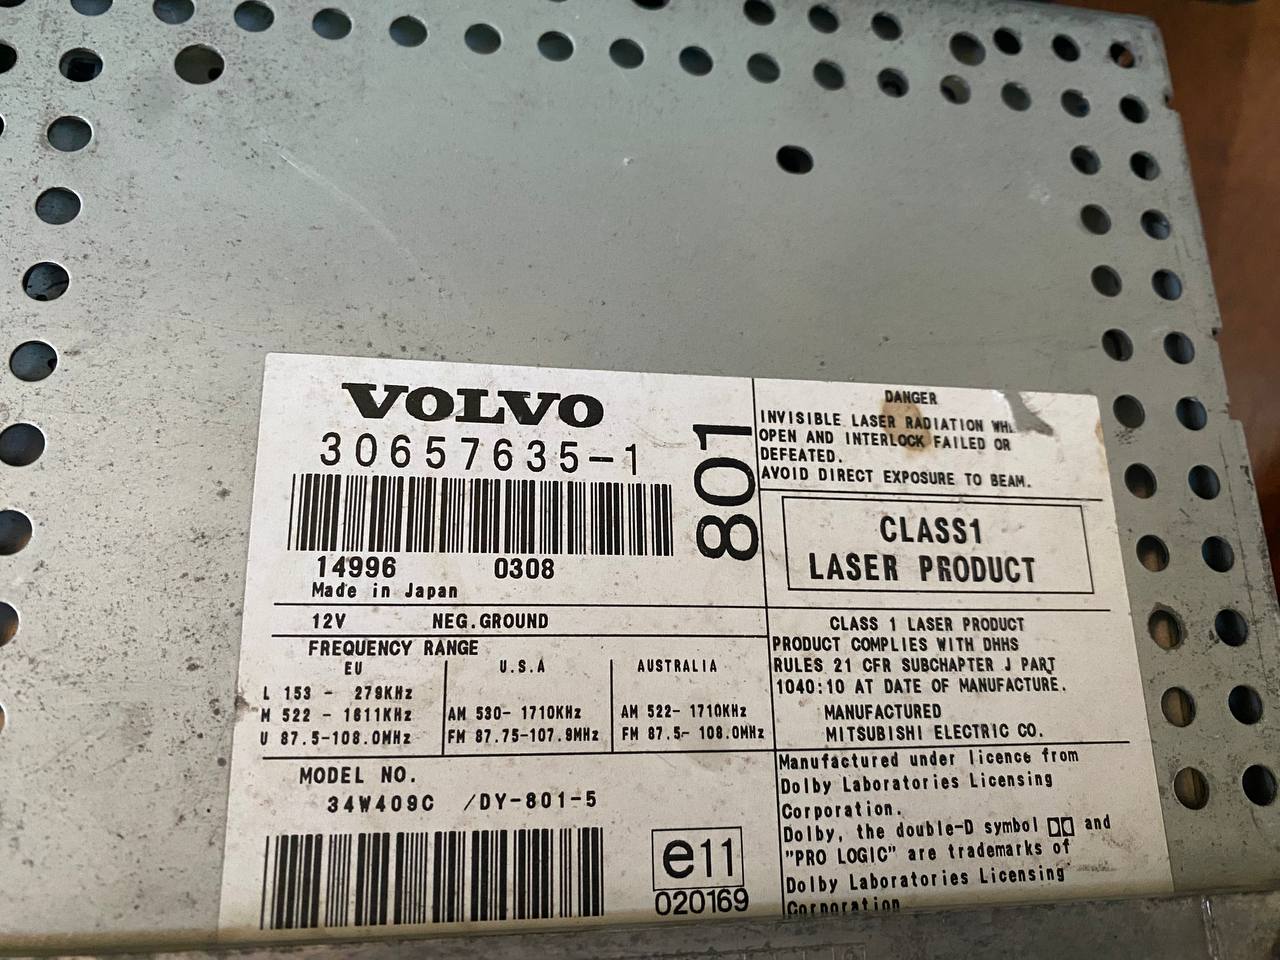 VOLVO
30657635-1
801
14996 0308
Made in Japan
12V NEG.GROUND
FREQUENCY RANGE
EU
L 153 - 279KHz
M 522 - 1611KHz
U 87.5-108.0MHz
U.S.A
AM 530- 1710KHz
FM 87.75-107.9MHz
AUSTRALIA
AM 522- 1710KHz
FM 87.5- 108.0MHz
MODEL NO.
34W409C /DY-801-5
e11
020169
DANGER
INVISIBLE LASER RADIATION
OPEN AND INTERLOCK FAILED OR
DEFEATED.
AVOID DIRECT EXPOSURE TO BEAM.
CLASS1
LASER PRODUCT
CLASS 1 LASER PRODUCT
PRODUCT COMPLIES WITH DHHS
RULES 21 CFR SUBCHAPTER J PART
1040:10 AT DATE OF MANUFACTURE.
MANUFACTURED
MITSUBISHI ELECTRIC CO.
Manufactured under licence from
Dolby Laboratories Licensing
Corporation.
Dolby, the double-D symbol and
"PRO LOGIC" are trademarks of
Dolby Laboratories Licensing
Corporation